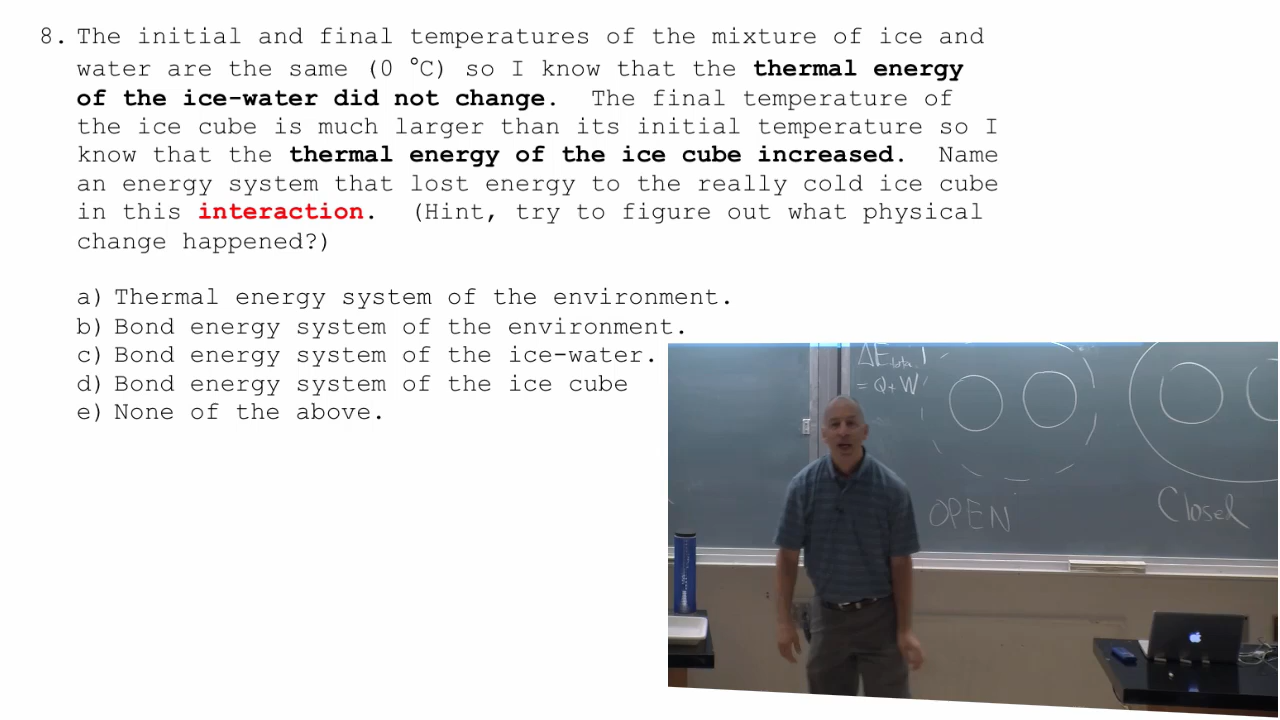 8. The initial and final temperatures of the mixture of ice and
water are the same (0 °C) so I know that the thermal energy
of the ice-water did not change. The final temperature of
the ice cube is much larger than its initial temperature so I
know that the thermal energy of the ice cube increased. Name
an energy system that lost energy to the really cold ice cube
in this interaction. (Hint, try to figure out what physical
change happened?)
a) Thermal energy system of the environment.
b) Bond energy system of the environment.
c) Bond energy system of the ice-water.
d) Bond energy system of the ice cube
e) None of the above.
= Q+W
OPEN
Closed